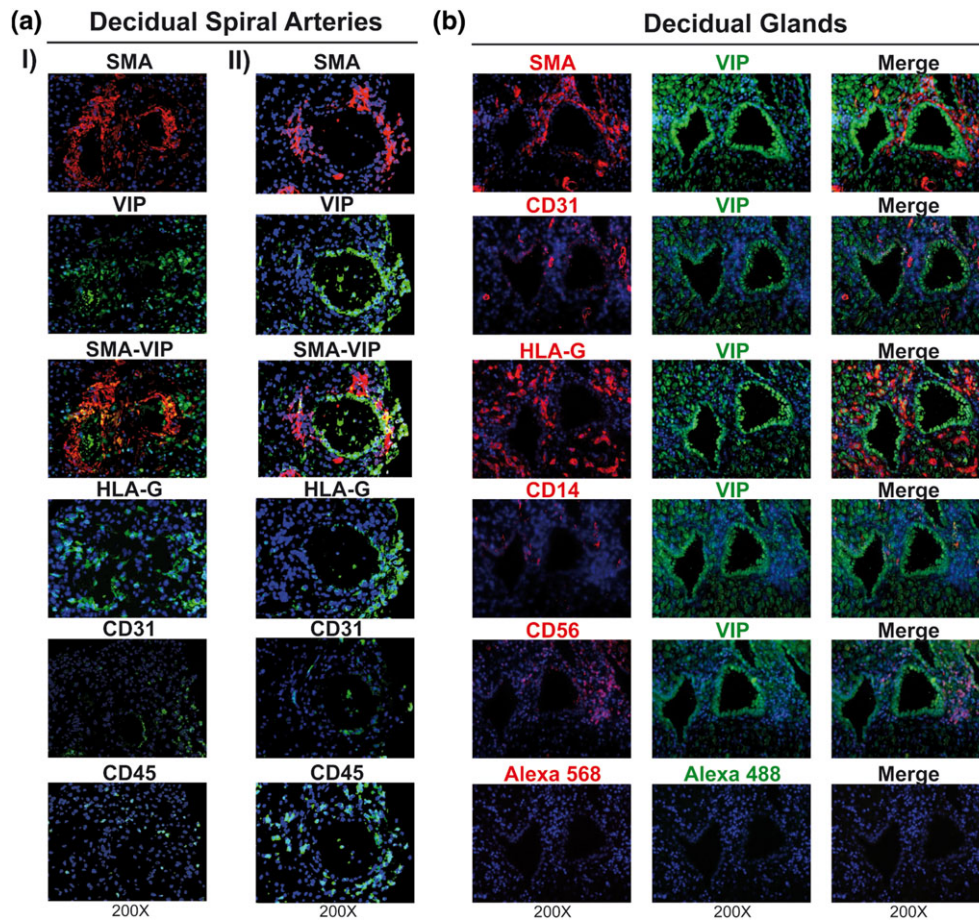 (a) Decidual Spiral Arteries
I) II)
SMA SMA
VIP VIP
SMA-VIP SMA-VIP
HLA-G HLA-G
CD31 CD31
CD45 CD45
200X 200X
(b) Decidual Glands
SMA VIP Merge
CD31 VIP Merge
HLA-G VIP Merge
CD14 VIP Merge
CD56 VIP Merge
Alexa 568 Alexa 488 Merge
200X 200X 200X